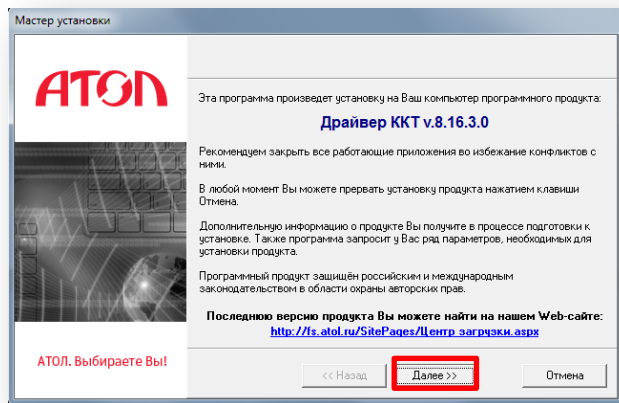 Мастер установки
АТОЛ
Эта программа произведет установку на Ваш компьютер программного продукта:
Драйвер ККТ v.8.16.3.0
Рекомендуем закрыть все работающие приложения во избежание конфликтов с
ними.
В любой момент Вы можете прервать установку продукта нажатием клавиши
Отмена.
Дополнительную информацию о продукте Вы получите в процессе подготовки к
установке. Также программа запросит у Вас ряд параметров, необходимых для
установки продукта.
Программный продукт защищён российским и международным
законодательством в области охраны авторских прав.
Последнюю версию продукта Вы можете найти на нашем Web-сайте:
http://fs.atol.ru/SitePages/Центр загрузки.aspx
АТОЛ. Выбираете Вы!
<< Назад
Далее >>
Отмена